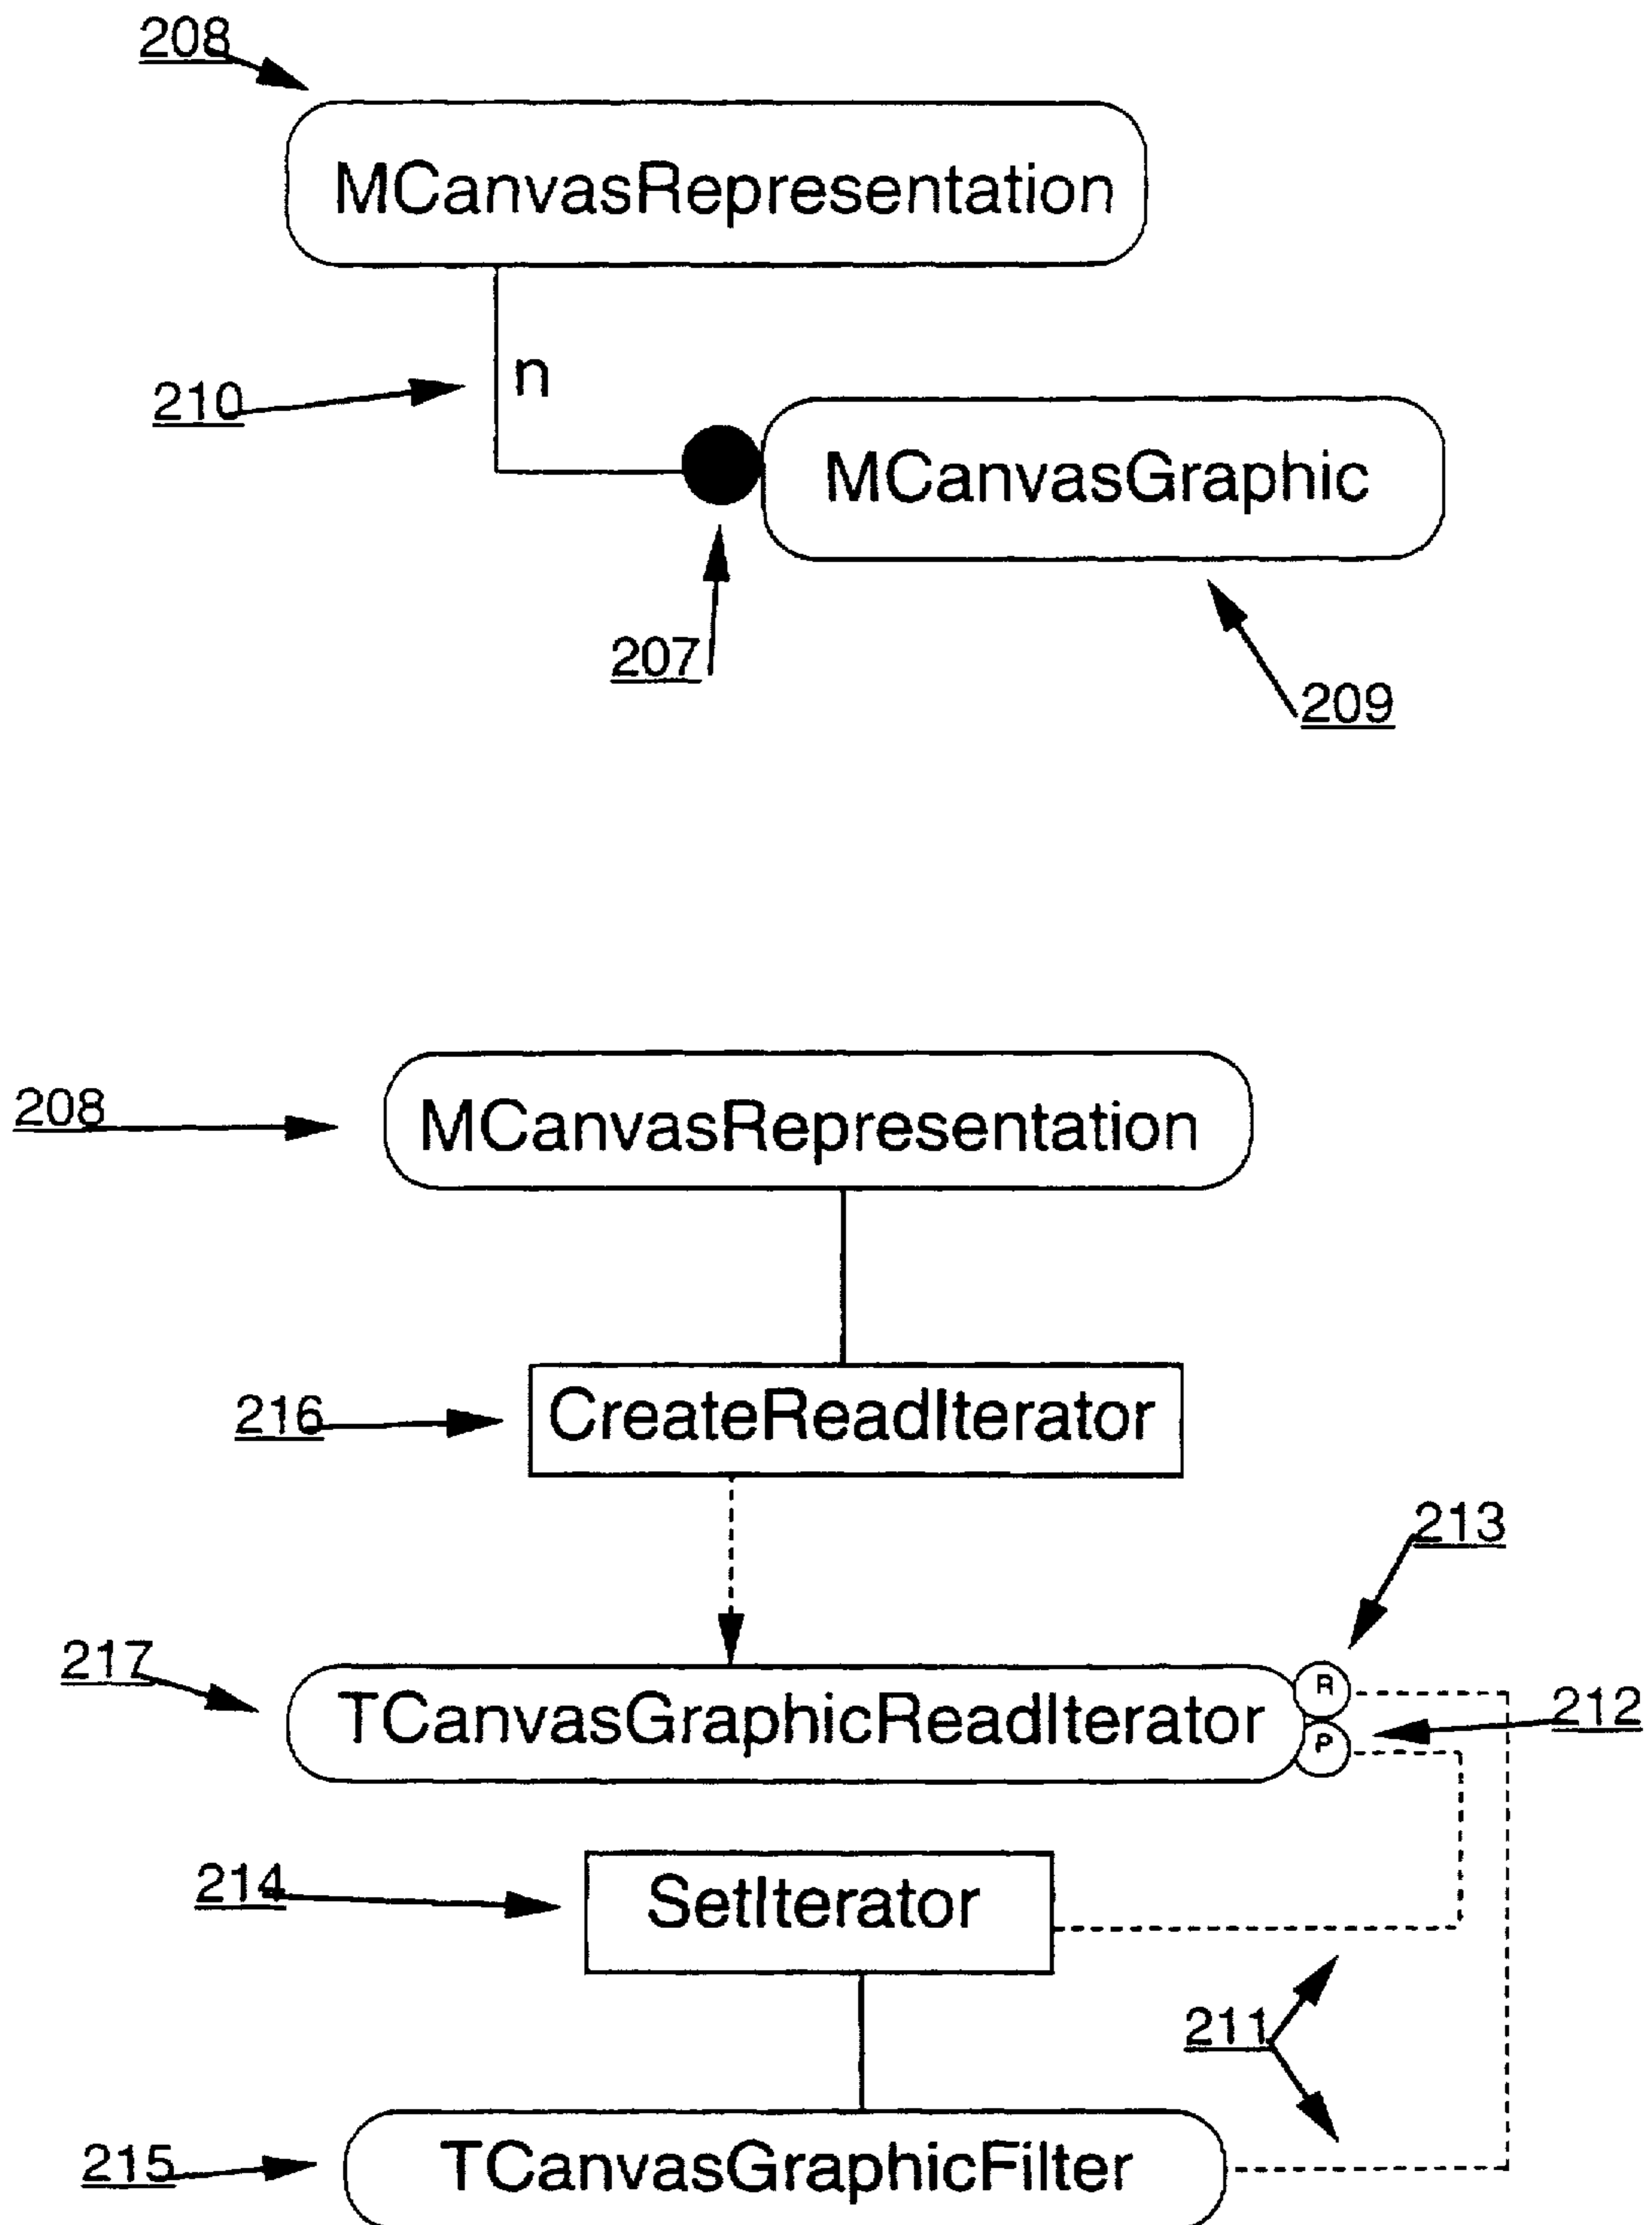 208
MCanvasRepresentation
n
210
MCanvasGraphic
207
209
208
MCanvasRepresentation
216
CreateReadIterator
213
217
R
TCanvasGraphicReadIterator
212
P
214
SetIterator
211
215
TCanvasGraphicFilter